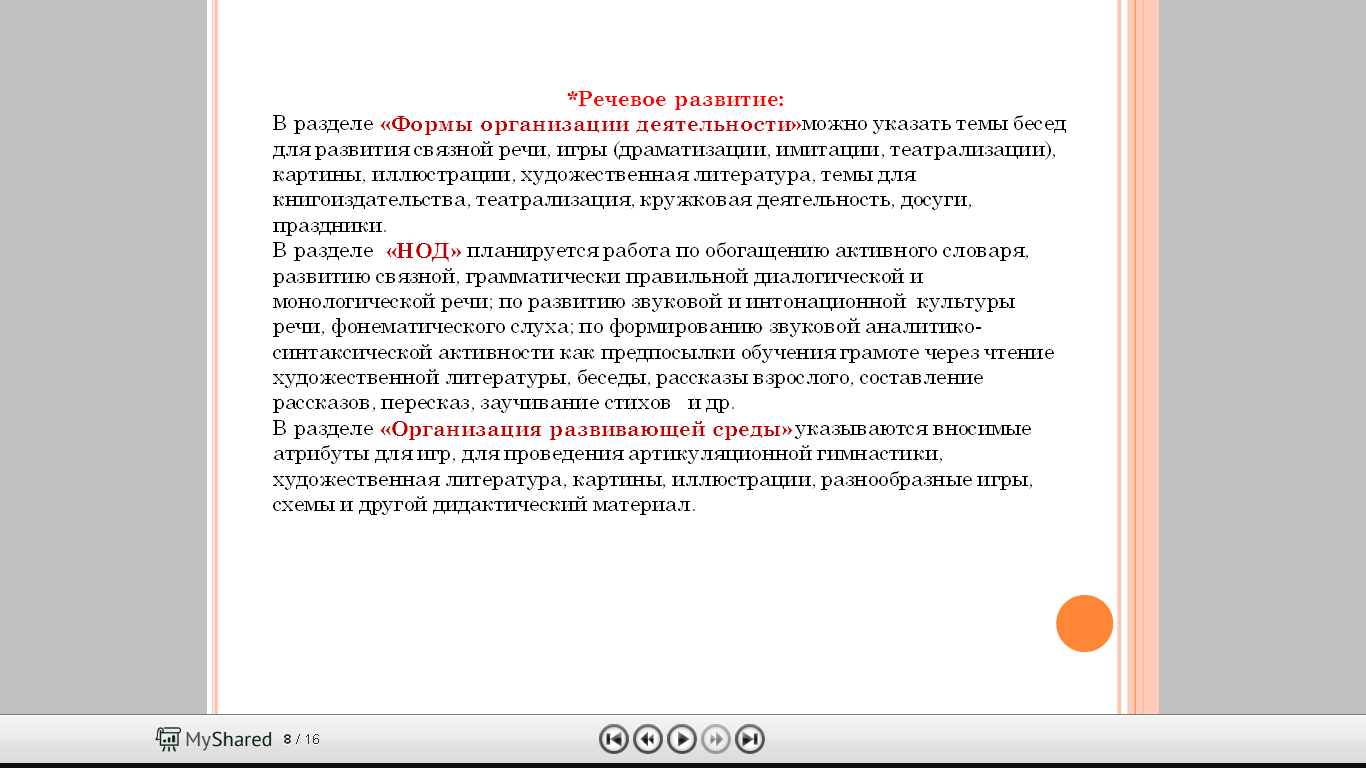 *Речевое развитие:
В разделе «Формы организации деятельности»можно указать темы бесед
для развития связной речи, игры (драматизации, имитации, театрализации),
картины, иллюстрации, художественная литература, темы для
книгоиздательства, театрализация, кружковая деятельность, досуги,
праздники.
В разделе «НОД» планируется работа по обогащению активного словаря,
развитию связной, грамматически правильной диалогической и
монологической речи; по развитию звуковой и интонационной культуры
речи, фонематического слуха; по формированию звуковой аналитико-
синтаксической активности как предпосылки обучения грамоте через чтение
художественной литературы, беседы, рассказы взрослого, составление
рассказов, пересказ, заучивание стихов и др.
В разделе «Организация развивающей среды»указываются вносимые
атрибуты для игр, для проведения артикуляционной гимнастики,
художественная литература, картины, иллюстрации, разнообразные игры,
схемы и другой дидактический материал.
MyShared 8 / 16